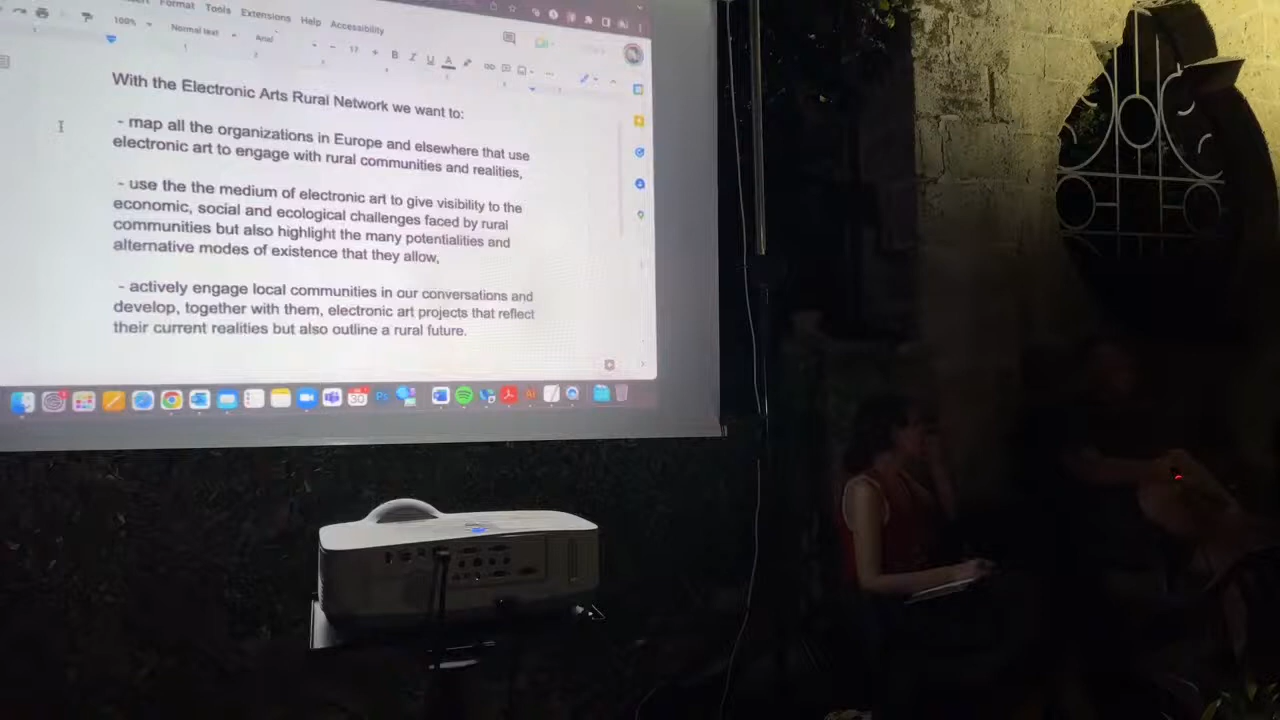 Format Tools Extensions Help Accessibility
100% Normal text Arial 17 B I U A
With the Electronic Arts Rural Network we want to:
- map all the organizations in Europe and elsewhere that use
electronic art to engage with rural communities and realities,
- use the the medium of electronic art to give visibility to the
economic, social and ecological challenges faced by rural
communities but also highlight the many potentialities and
alternative modes of existence that they allow,
- actively engage local communities in our conversations and
develop, together with them, electronic art projects that reflect
their current realities but also outline a rural future.
30 Ps Ai